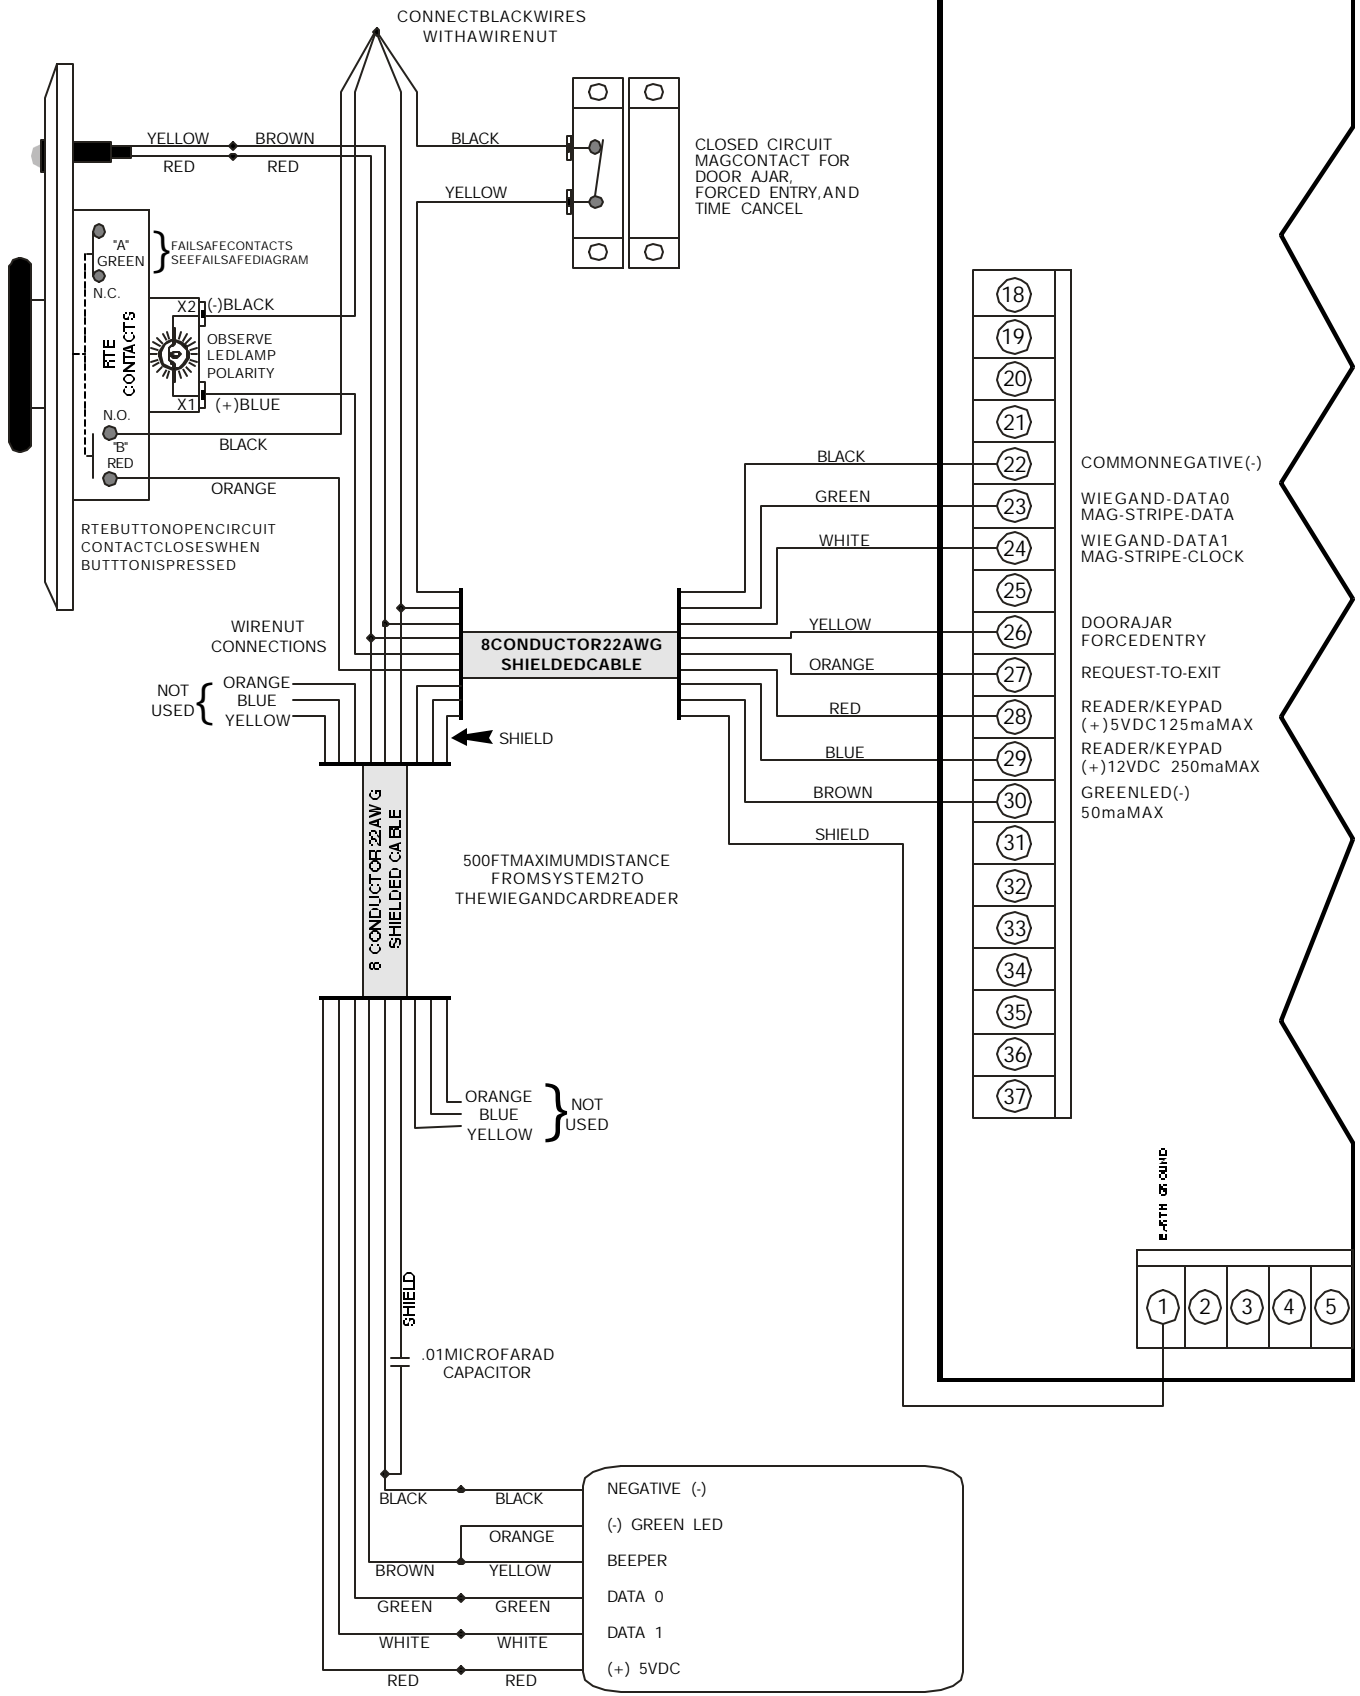 CONNECTBLACKWIRES
WITHAWIRENUT
YELLOW
BROWN
RED
RED
BLACK
YELLOW
CLOSED CIRCUIT
MAGCONTACT FOR
DOOR AJAR,
FORCED ENTRY,AND
TIME CANCEL
"A"
GREEN
N.C.
FAILSAFECONTACTS
SEEFAILSAFEDIAGRAM
RTE
CONTACTS
X2
(-)BLACK
OBSERVE
LEDLAMP
POLARITY
X1
(+)BLUE
N.O.
"B"
RED
BLACK
ORANGE
RTEBUTTONOPENCIRCUIT
CONTACTCLOSESWHEN
BUTTTONISPRESSED
WIRENUT
CONNECTIONS
NOT
USED
ORANGE
BLUE
YELLOW
8CONDUCTOR22AWG
SHIELDEDCABLE
SHIELD
BLACK
GREEN
WHITE
YELLOW
ORANGE
RED
BLUE
BROWN
SHIELD
18
19
20
21
22
23
24
25
26
27
28
29
30
31
32
33
34
35
36
37
COMMONNEGATIVE(-)
WIEGAND-DATA0
MAG-STRIPE-DATA
WIEGAND-DATA1
MAG-STRIPE-CLOCK
DOORAJAR
FORCEDENTRY
REQUEST-TO-EXIT
READER/KEYPAD
(+)5VDC125maMAX
READER/KEYPAD
(+)12VDC 250maMAX
GREENLED(-)
50maMAX
8 CONDUCTOR 22AWG
SHIELDED CABLE
500FTMAXIMUMDISTANCE
FROMSYSTEM2TO
THEWIEGANDCARDREADER
ORANGE
BLUE
YELLOW
NOT
USED
EARTH GROUND
1
2
3
4
5
SHIELD
.01MICROFARAD
CAPACITOR
BLACK
BLACK
NEGATIVE (-)
ORANGE
(-) GREEN LED
BROWN
YELLOW
BEEPER
GREEN
GREEN
DATA 0
WHITE
WHITE
DATA 1
RED
RED
(+) 5VDC